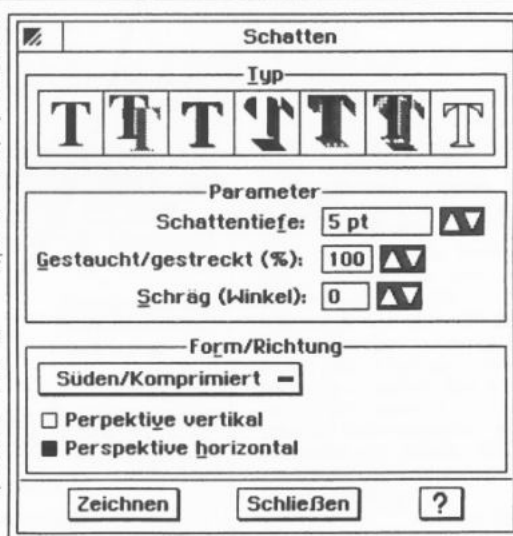 Schatten
Typ
T T T T T T T
Parameter
Schattentiefe: 5 pt
Gestaucht/gestreckt (%): 100
Schräg (Winkel): 0
Form/Richtung
Süden/Komprimiert
Perpektive vertikal
Perspektive horizontal
Zeichnen Schließen ?